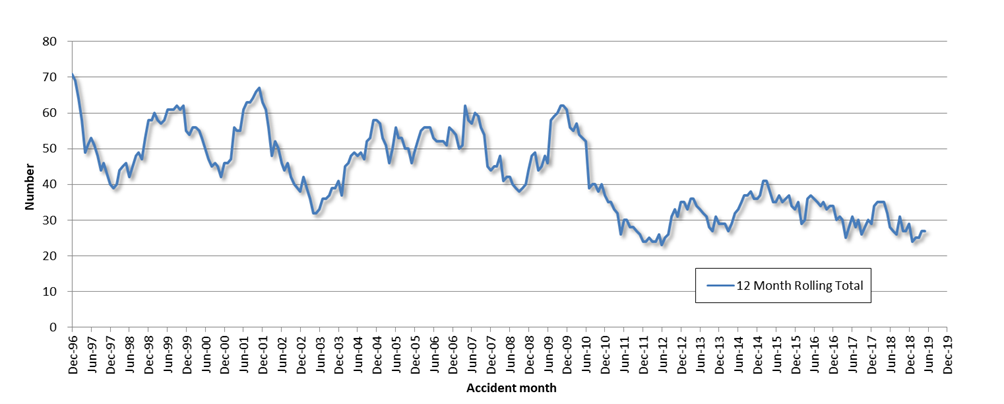 80
70
60
50
40
30
20
10
0
Number
Dec-96
Jun-97
Dec-97
Jun-98
Dec-98
Jun-99
Dec-99
Jun-00
Dec-00
Jun-01
Dec-01
Jun-02
Dec-02
Jun-03
Dec-03
Jun-04
Dec-04
Jun-05
Dec-05
Jun-06
Dec-06
Jun-07
Dec-07
Jun-08
Dec-08
Jun-09
Dec-09
Jun-10
Dec-10
Jun-11
Dec-11
Jun-12
Dec-12
Jun-13
Dec-13
Jun-14
Dec-14
Jun-15
Dec-15
Jun-16
Dec-16
Jun-17
Dec-17
Jun-18
Dec-18
Jun-19
Dec-19
12 Month Rolling Total
Accident month